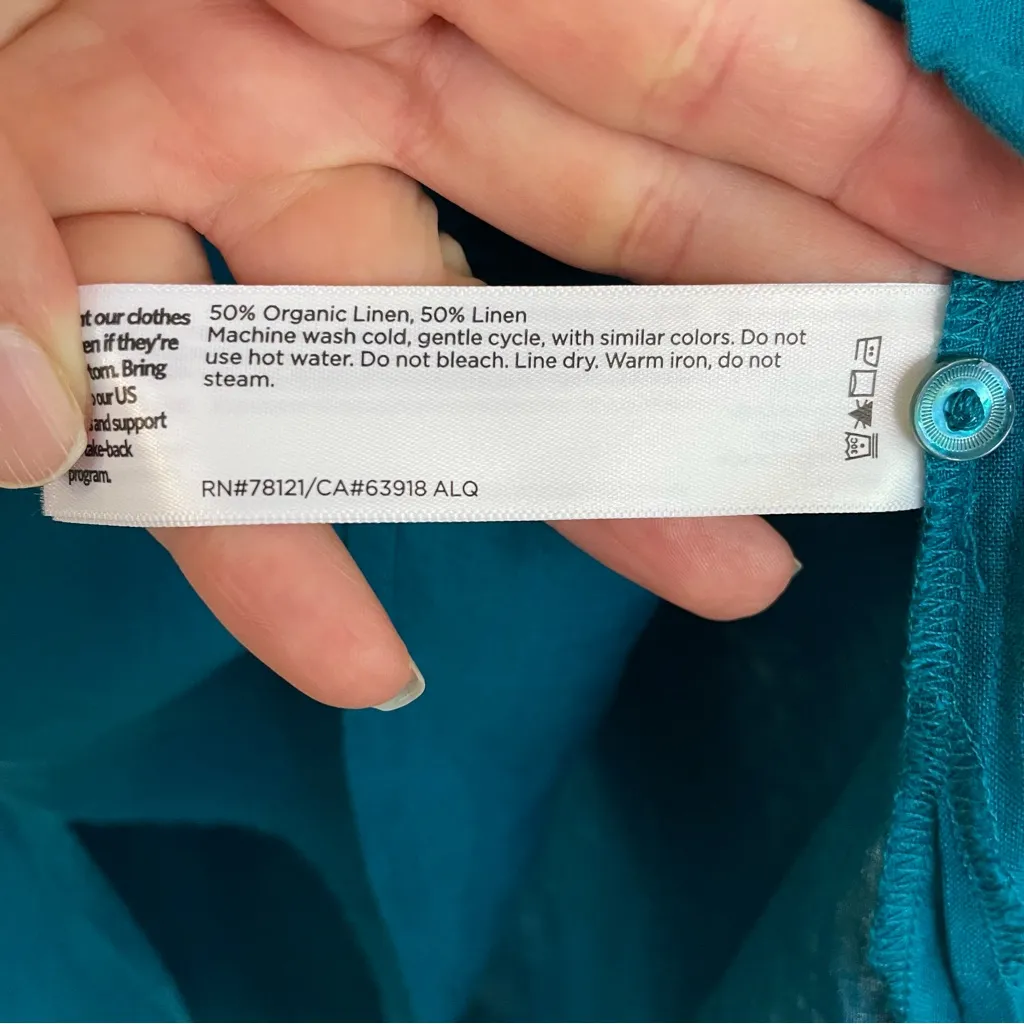 t our clothes
en if they're
torn. Bring
our US
and support
ake-back
program.
50% Organic Linen, 50% Linen
Machine wash cold, gentle cycle, with similar colors. Do not
use hot water. Do not bleach. Line dry. Warm iron, do not
steam.
RN#78121/CA#63918 ALQ